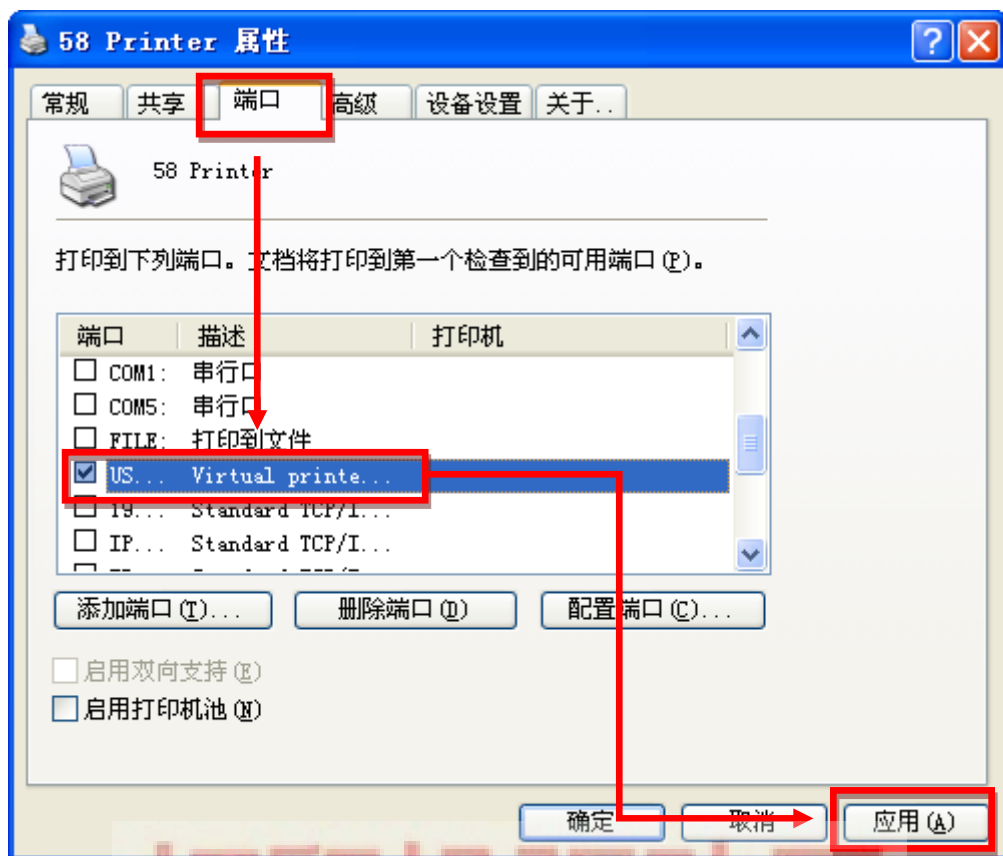 58 Printer 属性
常规 共享 端口 高级 设备设置 关于..
58 Printer
打印到下列端口。文档将打印到第一个检查到的可用端口(P)。
端口 描述 打印机
COM1: 串行口
COM5: 串行口
FILE: 打印到文件
US... Virtual printe...
19... Standard TCP/I...
IP... Standard TCP/I...
添加端口(T)... 删除端口(D) 配置端口(C)...
启用双向支持(E)
启用打印机池(N)
确定 取消 应用(A)